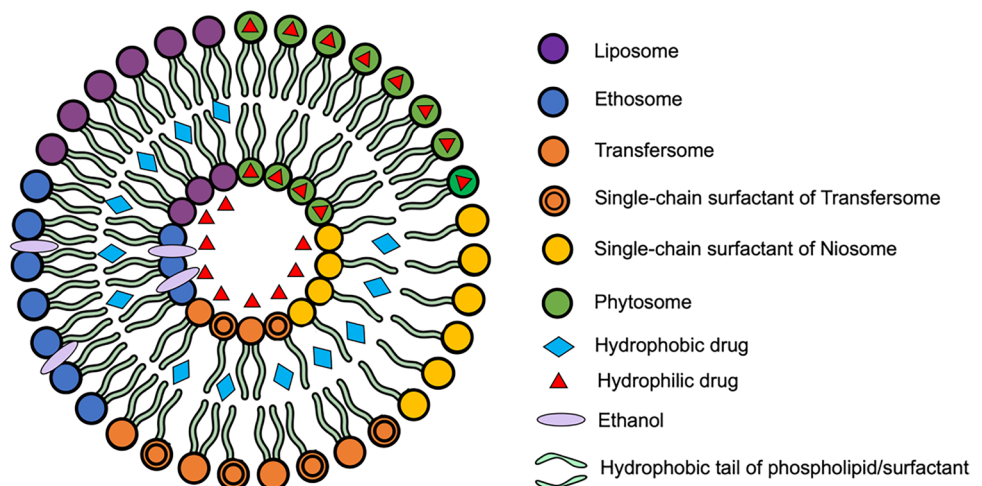 Liposome
Ethosome
Transfersome
Single-chain surfactant of Transfersome
Single-chain surfactant of Niosome
Phytosome
Hydrophobic drug
Hydrophilic drug
Ethanol
Hydrophobic tail of phospholipid/surfactant